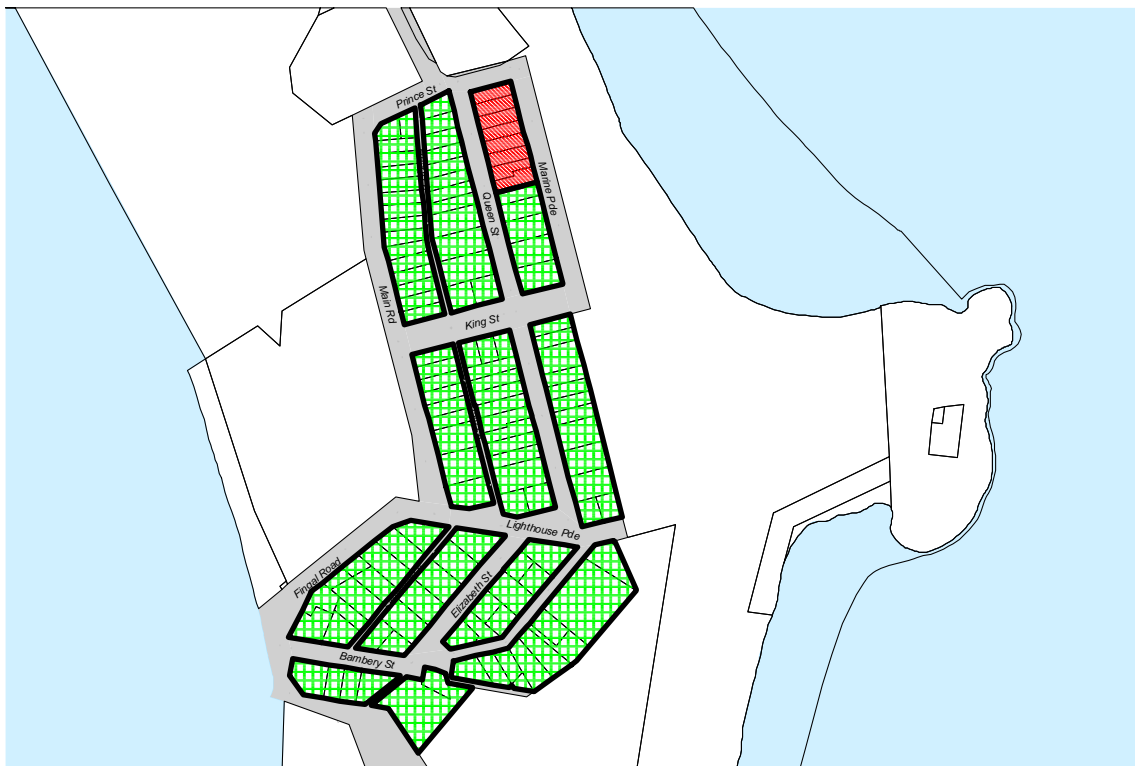 Prince St
Marine Pde
Queen St
Main Rd
King St
Lighthouse Pde
Fingal Road
Elizabeth St
Bambery St